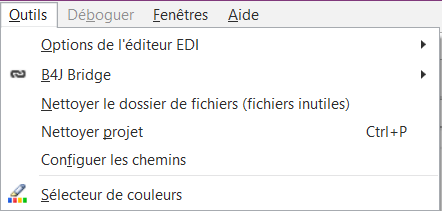 Outils Déboguer Fenêtres Aide
Options de l'éditeur EDI
B4J Bridge
Nettoyer le dossier de fichiers (fichiers inutiles)
Nettoyer projet Ctrl+P
Configuer les chemins
Sélecteur de couleurs